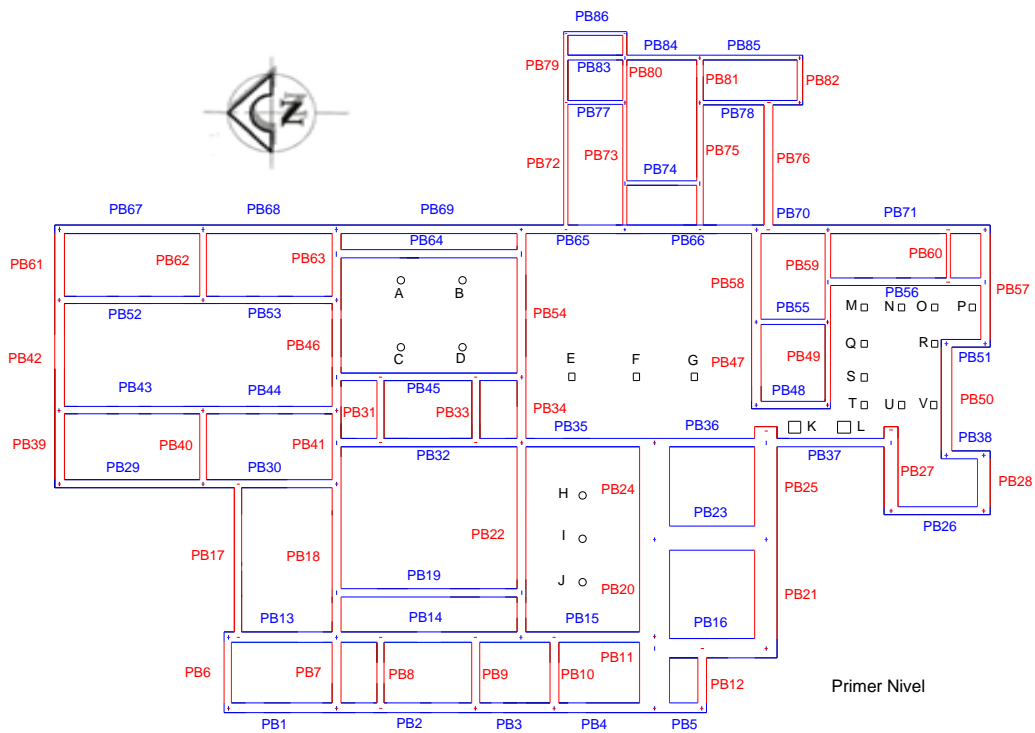 PB86
PB84 PB85
PB79 PB83 PB80 PB81 PB82
PB77 PB78
N
PB72 PB73 PB75 PB76
PB74
PB67 PB68 PB69 PB70 PB71
PB64 PB65 PB66
PB61 PB62 PB63 PB59 PB60
PB58 PB57
A B PB56
PB52 PB53 PB55 M N O P
PB54
PB42 PB46 C D E F G PB47 PB49 Q R PB51
S
PB43 PB44 PB45 PB48 T U V PB50
PB31 PB33 PB34
K L
PB39 PB40 PB41 PB35 PB36 PB38
PB29 PB30 PB32 PB37
PB22 H PB24 PB25 PB27 PB28
PB23 PB26
I
PB17 PB18
PB19 J PB20 PB21
PB13 PB14 PB15 PB16
PB6 PB7 PB8 PB9 PB10 PB11 PB12
Primer Nivel
PB1 PB2 PB3 PB4 PB5